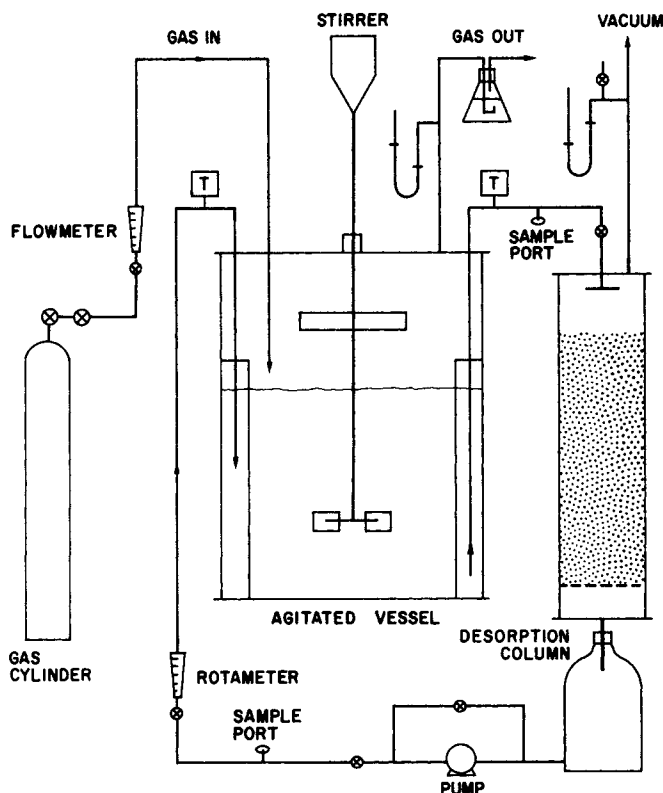 STIRRER
GAS IN
GAS OUT
VACUUM
T
T
FLOWMETER
SAMPLE
PORT
AGITATED VESSEL
DESORPTION
COLUMN
GAS
CYLINDER
ROTAMETER
SAMPLE
PORT
PUMP